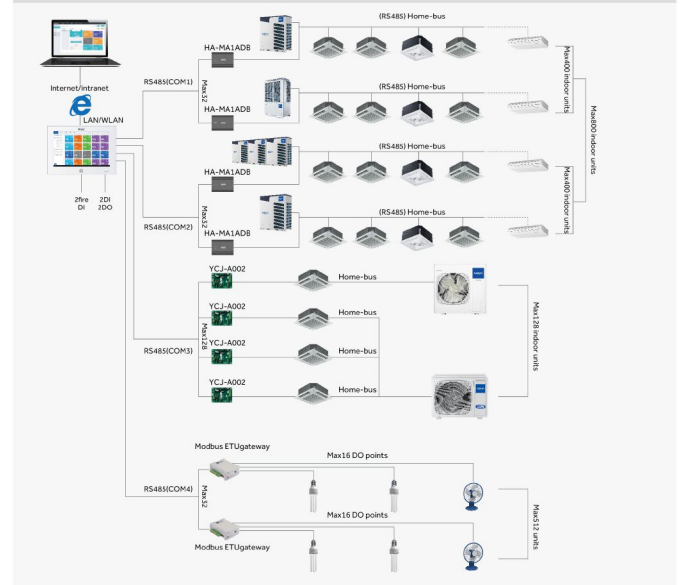 (RS485) Home-bus
HA-MA1ADB
Internet/intranet
RS485(COM1)
Max32
LAN/WLAN
(RS485) Home-bus
HA-MA1ADB
Max400 indoor units
Max800 indoor units
(RS485) Home-bus
HA-MA1ADB
2fire
DI
2DI
2DO
RS485(COM2)
Max32
(RS485) Home-bus
HA-MA1ADB
Max400 indoor units
YCJ-A002
Home-bus
YCJ-A002
Home-bus
RS485(COM3)
Max128
YCJ-A002
Home-bus
YCJ-A002
Home-bus
Max128 indoor units
Modbus ETUgateway
Max16 DO points
RS485(COM4)
Max32
Max16 DO points
Modbus ETUgateway
Max512 units